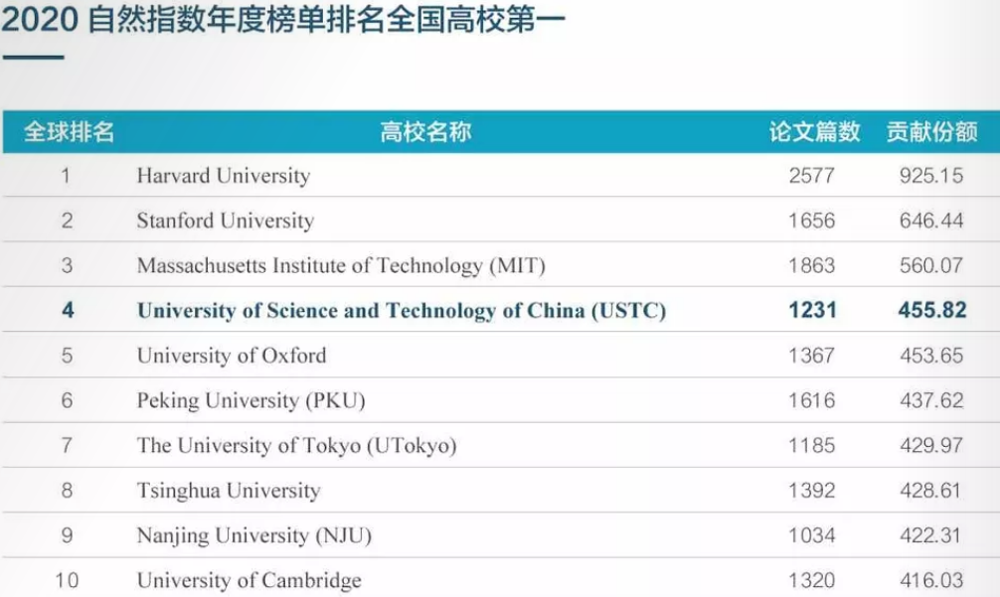 2020 自然指数年度榜单排名全国高校第一
全球排名 高校名称 论文篇数 贡献份额
1 Harvard University 2577 925.15
2 Stanford University 1656 646.44
3 Massachusetts Institute of Technology (MIT) 1863 560.07
4 University of Science and Technology of China (USTC) 1231 455.82
5 University of Oxford 1367 453.65
6 Peking University (PKU) 1616 437.62
7 The University of Tokyo (UTokyo) 1185 429.97
8 Tsinghua University 1392 428.61
9 Nanjing University (NJU) 1034 422.31
10 University of Cambridge 1320 416.03